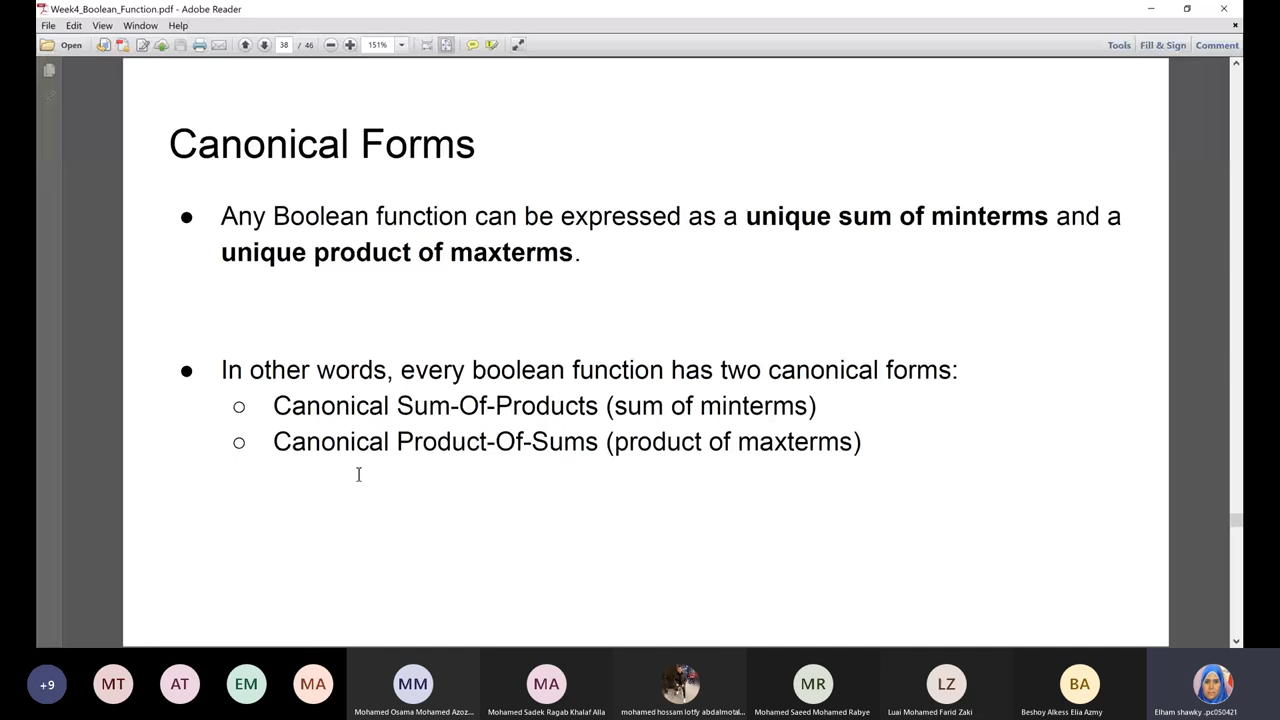 Week4_Boolean_Function.pdf - Adobe Reader
File Edit View Window Help
Open 38 / 46 151% Tools Fill & Sign Comment
Canonical Forms
● Any Boolean function can be expressed as a unique sum of minterms and a
unique product of maxterms.
● In other words, every boolean function has two canonical forms:
○ Canonical Sum-Of-Products (sum of minterms)
○ Canonical Product-Of-Sums (product of maxterms)
+9 MT AT EM MA MM MA MR LZ BA
Mohamed Osama Mohamed Azoz... Mohamed Sadek Ragab Khalaf Alla mohamed hossam lotfy abdalmotal... Mohamed Saeed Mohamed Rabye Luai Mohamed Farid Zaki Beshoy Alkess Elia Azmy Elham shawky .pc050421